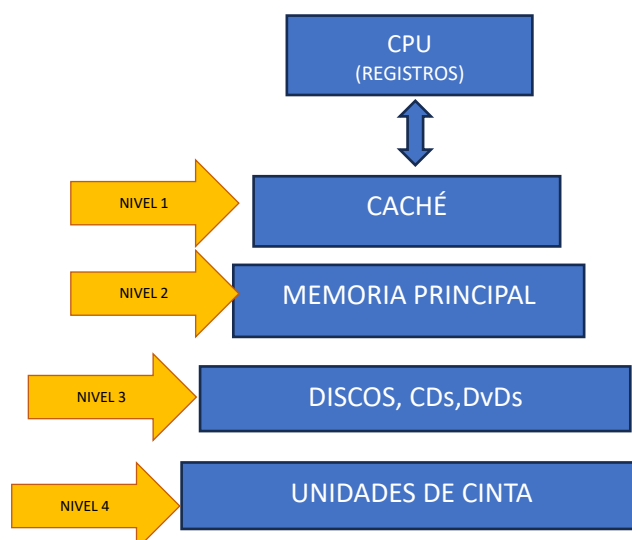 CPU
(REGISTROS)
NIVEL 1
CACHÉ
NIVEL 2
MEMORIA PRINCIPAL
NIVEL 3
DISCOS, CDs,DvDs
NIVEL 4
UNIDADES DE CINTA